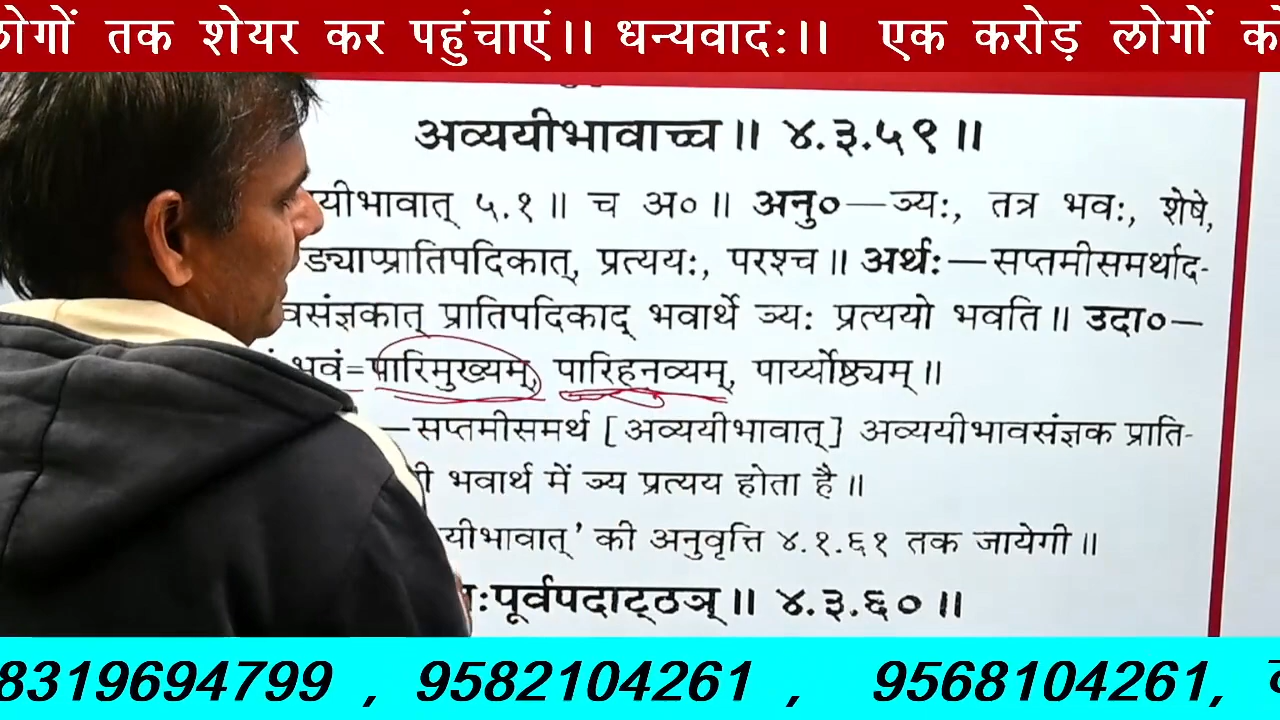 लोगों तक शेयर कर पहुंचाएं।। धन्यवादः।। एक करोड़ लोगों को
अव्ययीभावाच्च॥ ४.३.५९॥
यीभावात् ५.१॥ च अ०॥ अनु०—ञ्यः, तत्र भवः, शेषे,
ङ्याप्प्रातिपदिकात्, प्रत्ययः, परश्च॥ अर्थः—सप्तमीसमर्थाद-
वसंज्ञकात् प्रातिपदिकाद् भवार्थे ञ्यः प्रत्ययो भवति॥ उदा०—
भवं=पारिमुख्यम्, पारिहनव्यम्, पार्य्योष्ठ्यम्॥
—सप्तमीसमर्थ [अव्ययीभावात्] अव्ययीभावसंज्ञक प्राति-
भवार्थ में ञ्य प्रत्यय होता है॥
यीभावात्' की अनुवृत्ति ४.१.६१ तक जायेगी॥
:पूर्वपदाट्ठञ्॥ ४.३.६०॥
8319694799 , 9582104261 , 9568104261,